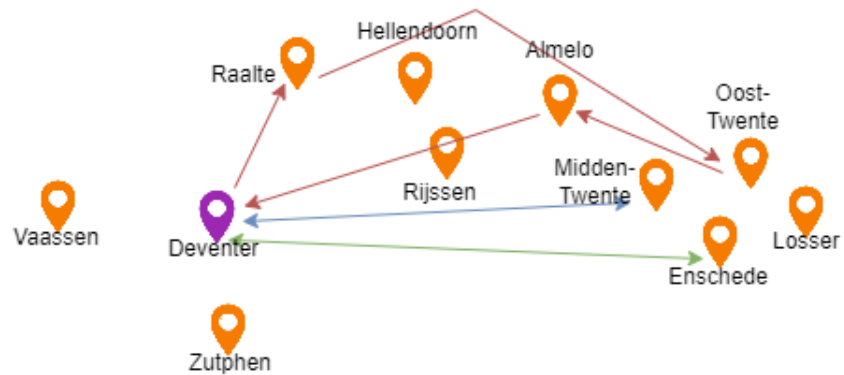 Hellendoorn
Almelo
Raalte
Oost-
Twente
Midden-
Twente
Rijssen
Vaassen
Deventer
Losser
Enschede
Zutphen